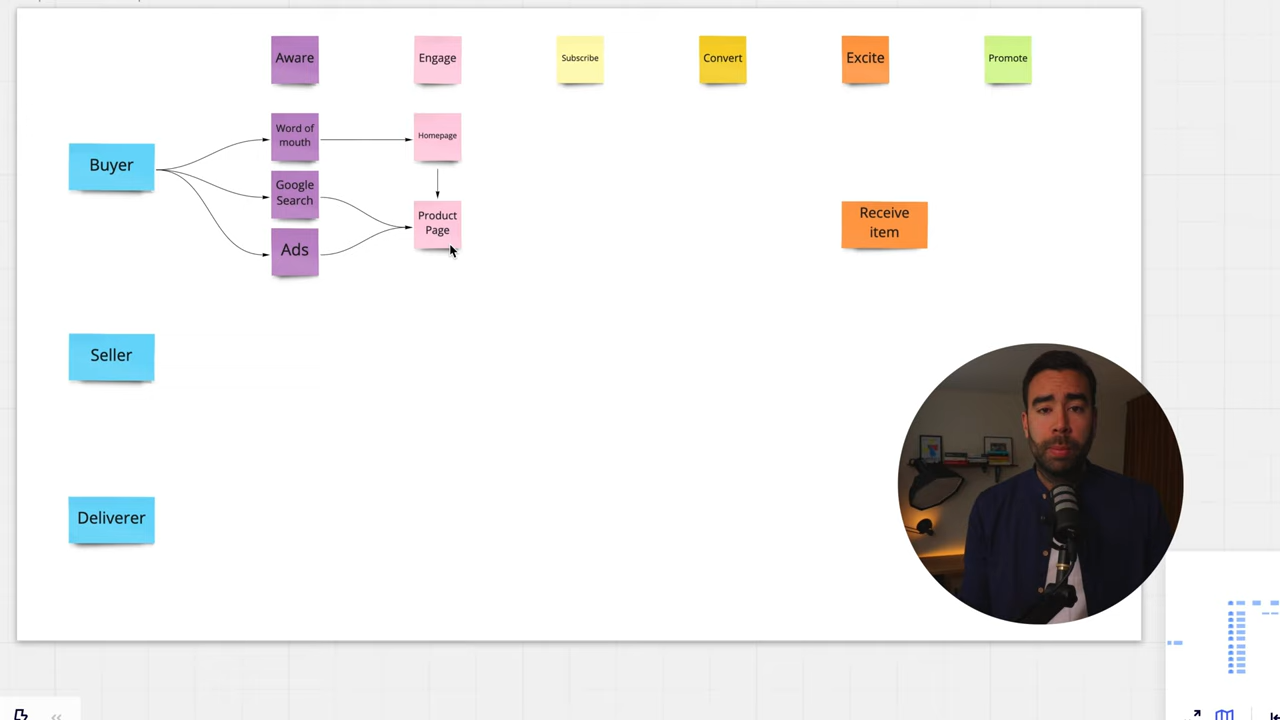 Aware
Engage
Subscribe
Convert
Excite
Promote
Buyer
Word of
mouth
Homepage
Google
Search
Product
Page
Ads
Receive
item
Seller
Deliverer